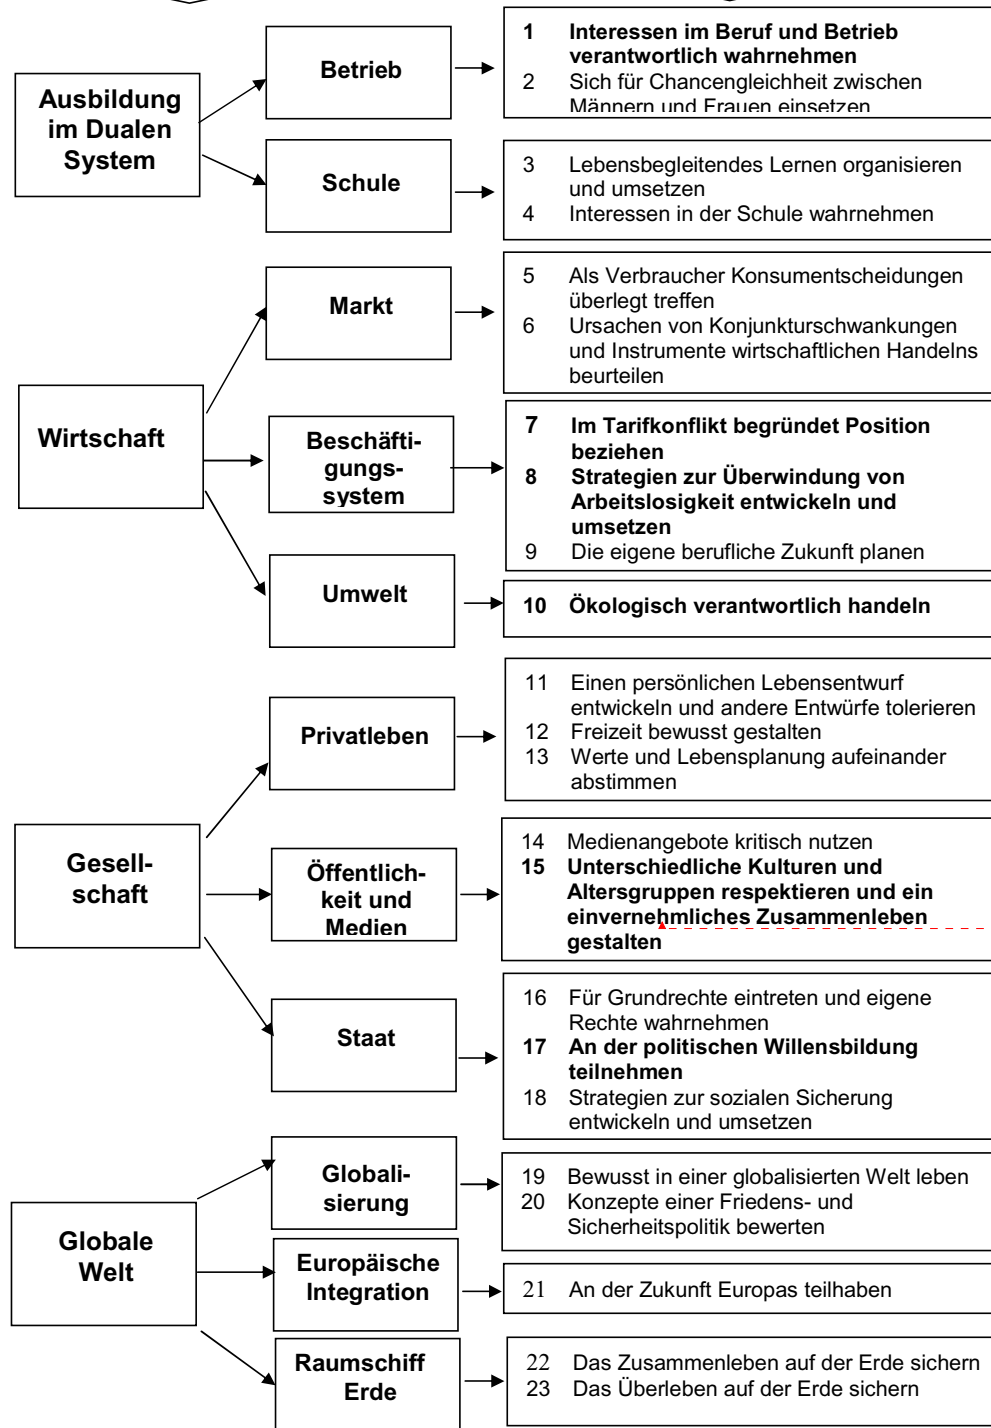 Ausbildung
im Dualen
System
Betrieb
1 Interessen im Beruf und Betrieb
verantwortlich wahrnehmen
2 Sich für Chancengleichheit zwischen
Männern und Frauen einsetzen
Schule
3 Lebensbegleitendes Lernen organisieren
und umsetzen
4 Interessen in der Schule wahrnehmen
Wirtschaft
Markt
5 Als Verbraucher Konsumentscheidungen
überlegt treffen
6 Ursachen von Konjunkturschwankungen
und Instrumente wirtschaftlichen Handelns
beurteilen
Beschäfti-
gungs-
system
7 Im Tarifkonflikt begründet Position
beziehen
8 Strategien zur Überwindung von
Arbeitslosigkeit entwickeln und
umsetzen
9 Die eigene berufliche Zukunft planen
Umwelt
10 Ökologisch verantwortlich handeln
Gesell-
schaft
Privatleben
11 Einen persönlichen Lebensentwurf
entwickeln und andere Entwürfe tolerieren
12 Freizeit bewusst gestalten
13 Werte und Lebensplanung aufeinander
abstimmen
Öffentlich-
keit und
Medien
14 Medienangebote kritisch nutzen
15 Unterschiedliche Kulturen und
Altersgruppen respektieren und ein
einvernehmliches Zusammenleben
gestalten
Staat
16 Für Grundrechte eintreten und eigene
Rechte wahrnehmen
17 An der politischen Willensbildung
teilnehmen
18 Strategien zur sozialen Sicherung
entwickeln und umsetzen
Globale
Welt
Globali-
sierung
19 Bewusst in einer globalisierten Welt leben
20 Konzepte einer Friedens- und
Sicherheitspolitik bewerten
Europäische
Integration
21 An der Zukunft Europas teilhaben
Raumschiff
Erde
22 Das Zusammenleben auf der Erde sichern
23 Das Überleben auf der Erde sichern